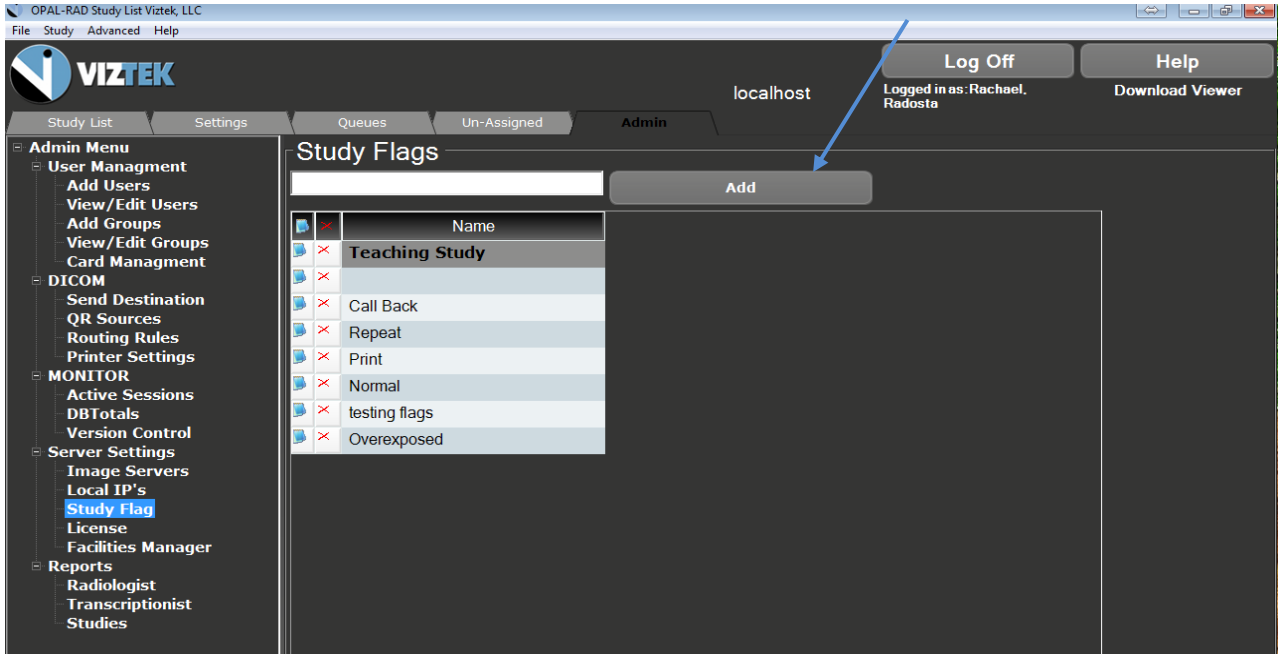 OPAL-RAD Study List Viztek, LLC
File Study Advanced Help
VIZTEK
localhost
Log Off
Logged in as:Rachael, Radosta
Help
Download Viewer
Study List Settings Queues Un-Assigned Admin
Admin Menu
User Managment
Add Users
View/Edit Users
Add Groups
View/Edit Groups
Card Managment
DICOM
Send Destination
QR Sources
Routing Rules
Printer Settings
MONITOR
Active Sessions
DBTotals
Version Control
Server Settings
Image Servers
Local IP's
Study Flag
License
Facilities Manager
Reports
Radiologist
Transcriptionist
Studies
Study Flags
Add
Name
Teaching Study
Call Back
Repeat
Print
Normal
testing flags
Overexposed